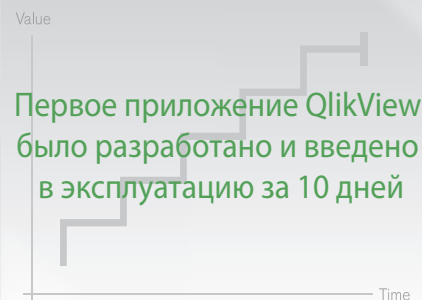 Value
Первое приложение QlikView
было разработано и введено
в эксплуатацию за 10 дней
Time